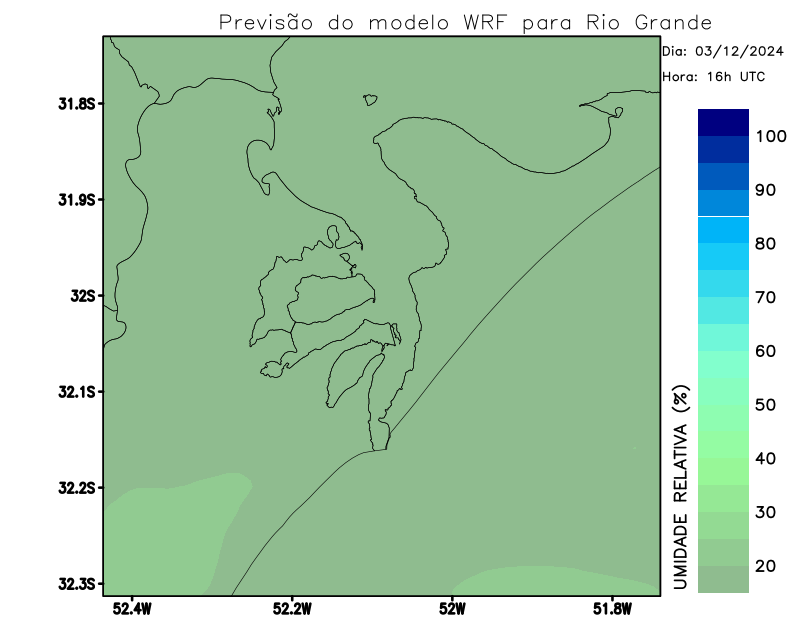 Previsão do modelo WRF para Rio Grande
Dia: 03/12/2024
Hora: 16h UTC
31.8S
31.9S
32S
32.1S
32.2S
32.3S
52.4W
52.2W
52W
51.8W
UMIDADE RELATIVA (%)
100
90
80
70
60
50
40
30
20